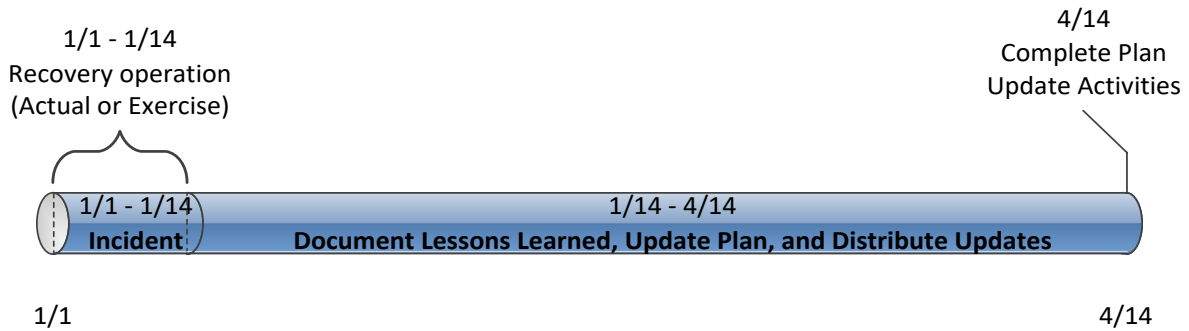 1/1 - 1/14
Recovery operation
(Actual or Exercise)
4/14
Complete Plan
Update Activities
1/1 - 1/14
Incident
1/14 - 4/14
Document Lessons Learned, Update Plan, and Distribute Updates
1/1
4/14